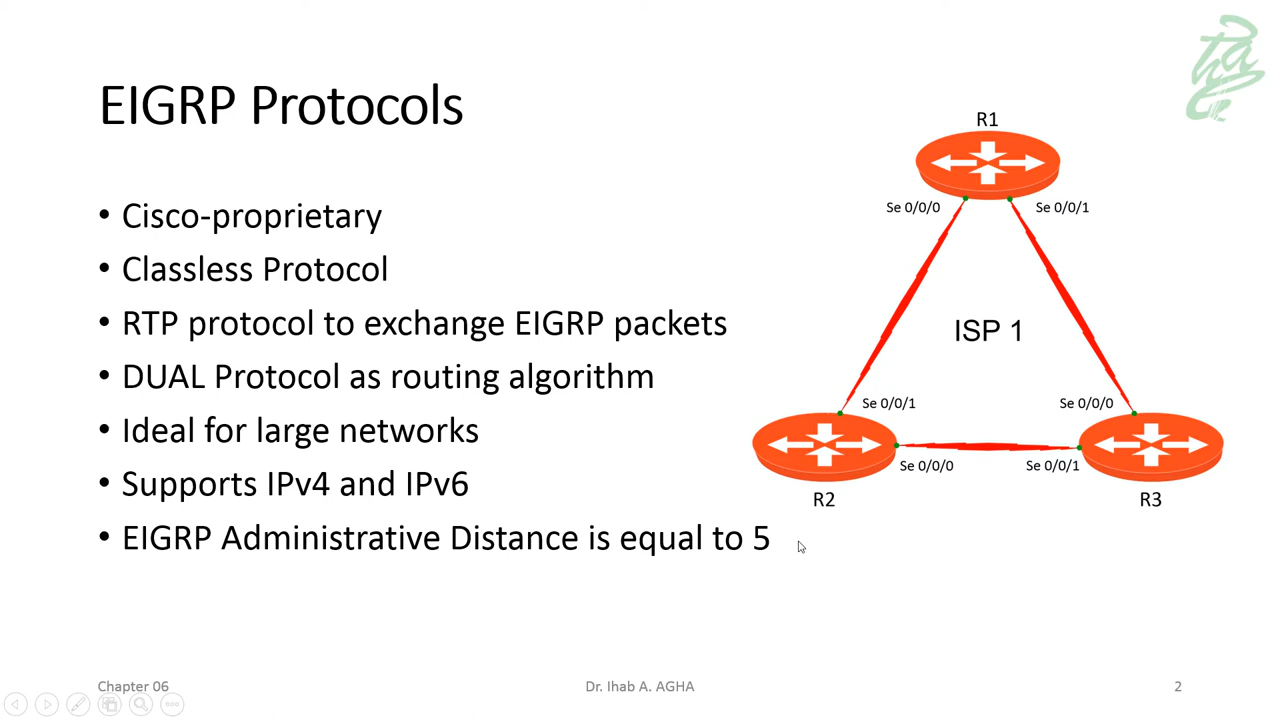 EIGRP Protocols
• Cisco-proprietary
• Classless Protocol
• RTP protocol to exchange EIGRP packets
• DUAL Protocol as routing algorithm
• Ideal for large networks
• Supports IPv4 and IPv6
• EIGRP Administrative Distance is equal to 5
R1
Se 0/0/0 Se 0/0/1
ISP 1
Se 0/0/1 Se 0/0/0
Se 0/0/0 Se 0/0/1
R2 R3
Chapter 06 Dr. Ihab A. AGHA 2